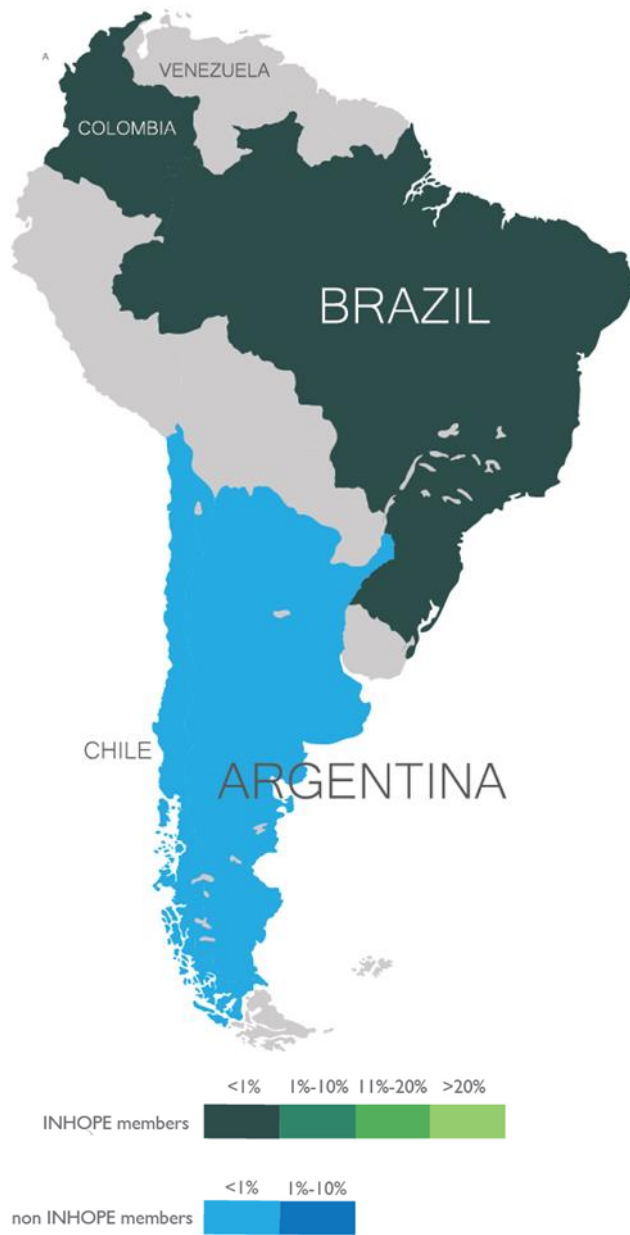 A
VENEZUELA
COLOMBIA
BRAZIL
CHILE
ARGENTINA
<1% 1%-10% 11%-20% >20%
INHOPE members
<1% 1%-10%
non INHOPE members